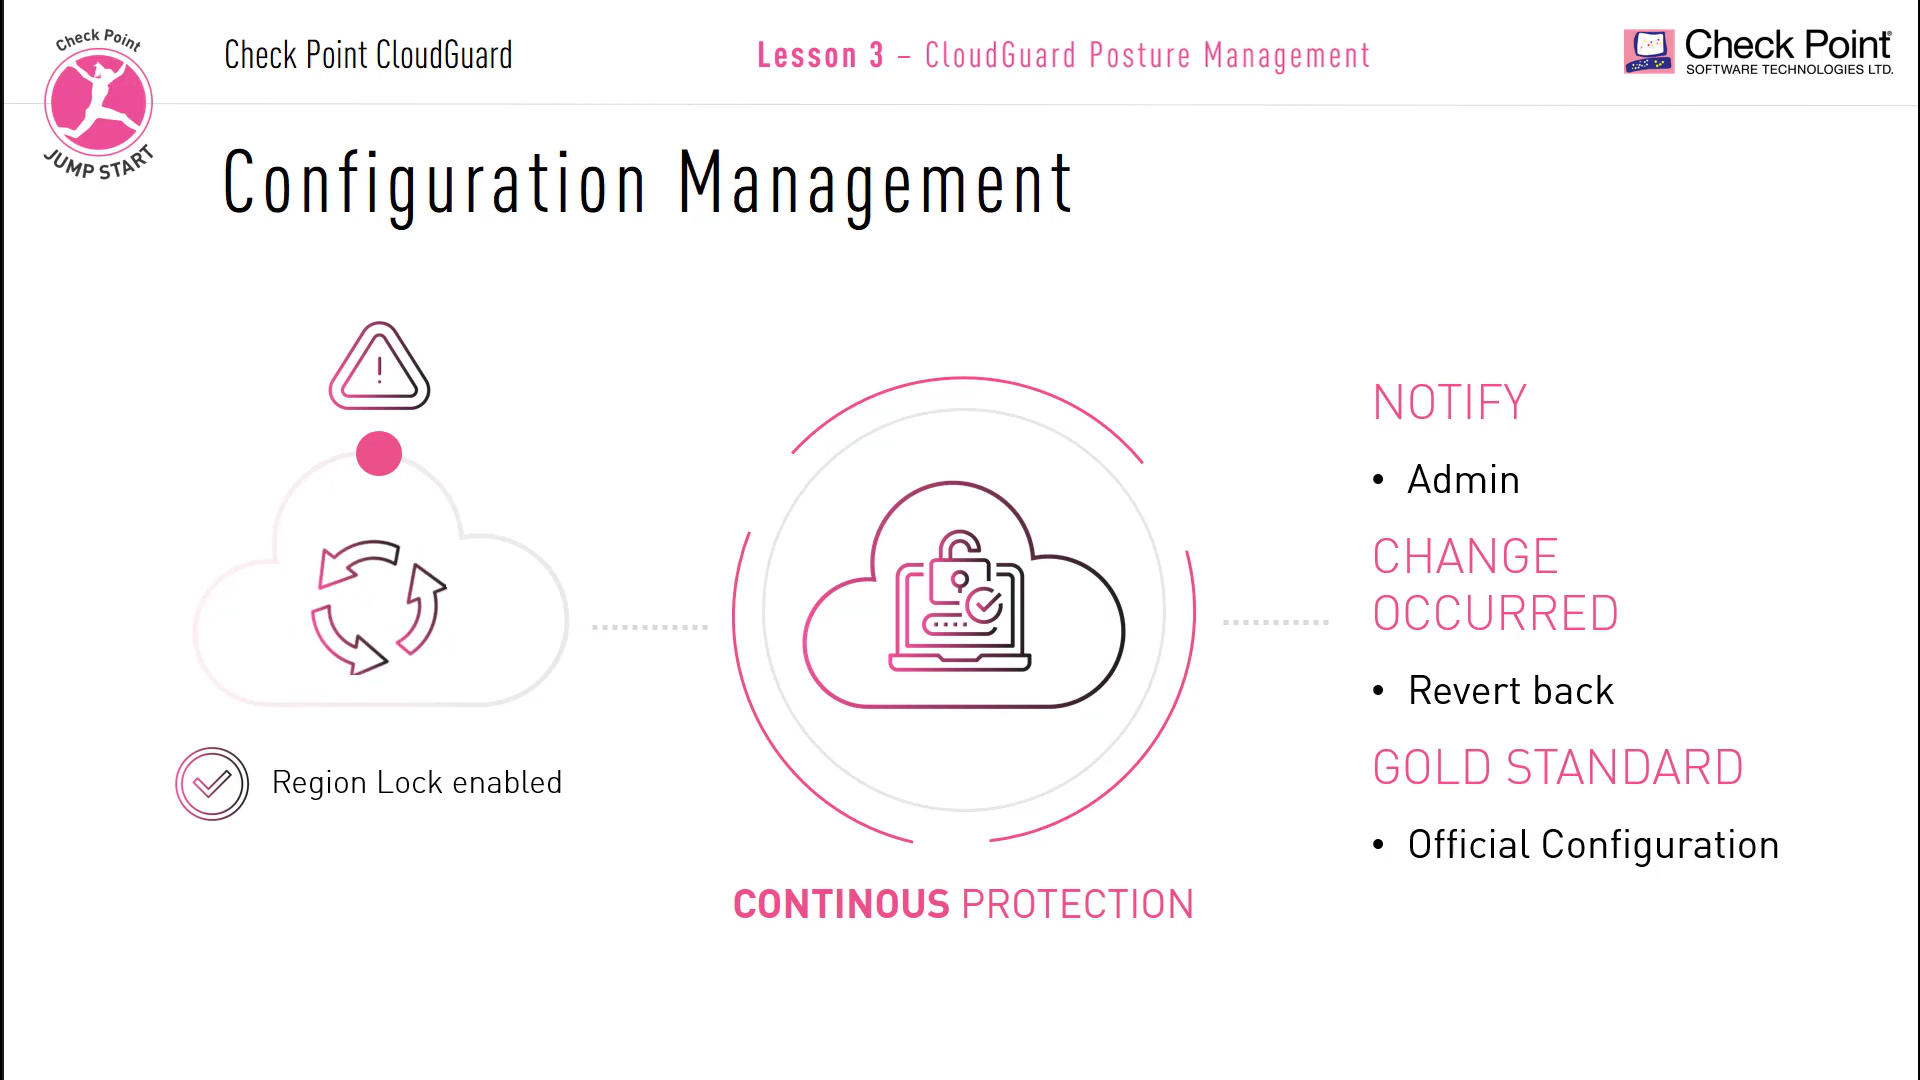 Check Point
JUMP START
Check Point CloudGuard
Lesson 3 – CloudGuard Posture Management
Check Point
SOFTWARE TECHNOLOGIES LTD.
Configuration Management
Region Lock enabled
CONTINOUS PROTECTION
NOTIFY
• Admin
CHANGE
OCCURRED
• Revert back
GOLD STANDARD
• Official Configuration